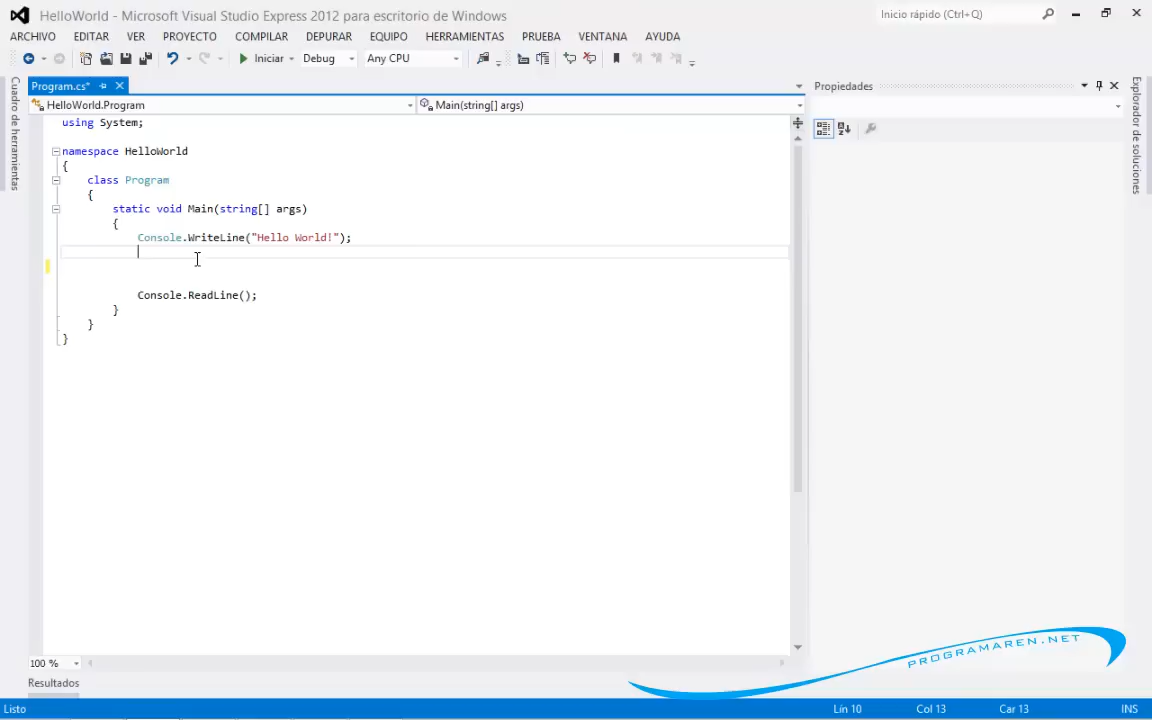 HelloWorld - Microsoft Visual Studio Express 2012 para escritorio de Windows
Inicio rápido (Ctrl+Q)
ARCHIVO EDITAR VER PROYECTO COMPILAR DEPURAR EQUIPO HERRAMIENTAS PRUEBA VENTANA AYUDA
Iniciar Debug Any CPU
Cuadro de herramientas
Program.cs*
Propiedades
Explorador de soluciones
HelloWorld.Program
Main(string[] args)
using System;
namespace HelloWorld
{
class Program
{
static void Main(string[] args)
{
Console.WriteLine("Hello World!");
Console.ReadLine();
}
}
}
100 %
PROGRAMAREN.NET
Resultados
Listo
Lín 10
Col 13
Car 13
INS